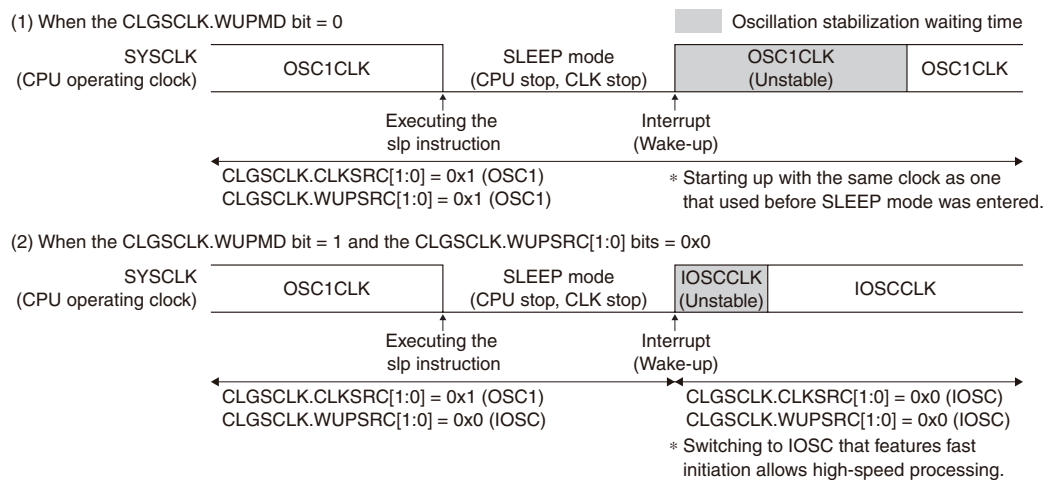 (1) When the CLGSCLK.WUPMD bit = 0
Oscillation stabilization waiting time
SYSCLK
(CPU operating clock)
OSC1CLK
SLEEP mode
(CPU stop, CLK stop)
OSC1CLK
(Unstable)
OSC1CLK
Executing the
slp instruction
Interrupt
(Wake-up)
CLGSCLK.CLKSRC[1:0] = 0x1 (OSC1)
CLGSCLK.WUPSRC[1:0] = 0x1 (OSC1)
* Starting up with the same clock as one
that used before SLEEP mode was entered.
(2) When the CLGSCLK.WUPMD bit = 1 and the CLGSCLK.WUPSRC[1:0] bits = 0x0
SYSCLK
(CPU operating clock)
OSC1CLK
SLEEP mode
(CPU stop, CLK stop)
IOSCCLK
(Unstable)
IOSCCLK
Executing the
slp instruction
Interrupt
(Wake-up)
CLGSCLK.CLKSRC[1:0] = 0x1 (OSC1)
CLGSCLK.WUPSRC[1:0] = 0x0 (IOSC)
CLGSCLK.CLKSRC[1:0] = 0x0 (IOSC)
CLGSCLK.WUPSRC[1:0] = 0x0 (IOSC)
* Switching to IOSC that features fast
initiation allows high-speed processing.